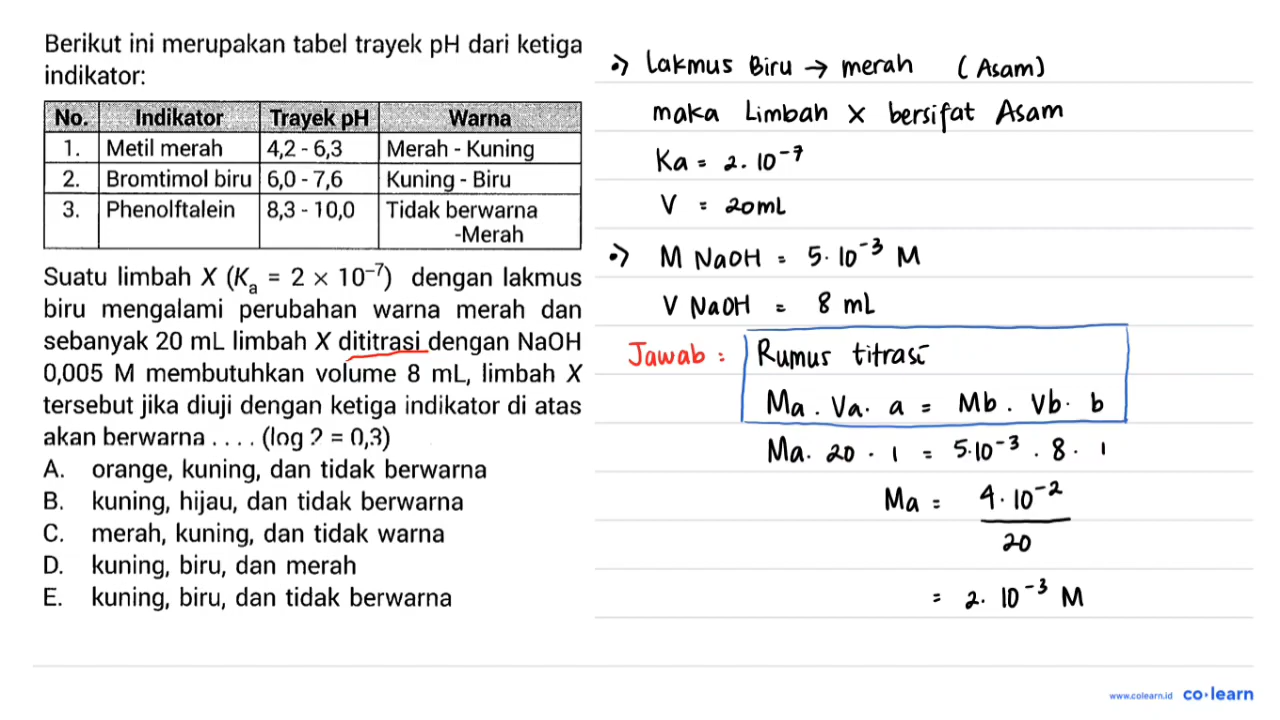 Berikut ini merupakan tabel trayek pH dari ketiga
indikator:
No. Indikator Trayek pH Warna
1. Metil merah 4,2 - 6,3 Merah - Kuning
2. Bromtimol biru 6,0 - 7,6 Kuning - Biru
3. Phenolftalein 8,3 - 10,0 Tidak berwarna
-Merah
Suatu limbah X (Kₐ = 2 × 10⁻⁷) dengan lakmus
biru mengalami perubahan warna merah dan
sebanyak 20 mL limbah X dititrasi dengan NaOH
0,005 M membutuhkan volume 8 mL, limbah X
tersebut jika diuji dengan ketiga indikator di atas
akan berwarna . . . . (log 2 = 0,3)
A. orange, kuning, dan tidak berwarna
B. kuning, hijau, dan tidak berwarna
C. merah, kuning, dan tidak warna
D. kuning, biru, dan merah
E. kuning, biru, dan tidak berwarna
•> Lakmus Biru → merah (Asam)
maka Limbah X bersifat Asam
Ka = 2. 10⁻⁷
V = 20mL
•> M NaOH = 5. 10⁻³ M
V NaOH = 8 mL
Jawab : Rumus titrasi
Ma . Va. a = Mb. Vb. b
Ma. 20 . 1 = 5.10⁻³ . 8 . 1
Ma = 4. 10⁻²
20
= 2. 10⁻³ M
www.colearn.id co·learn